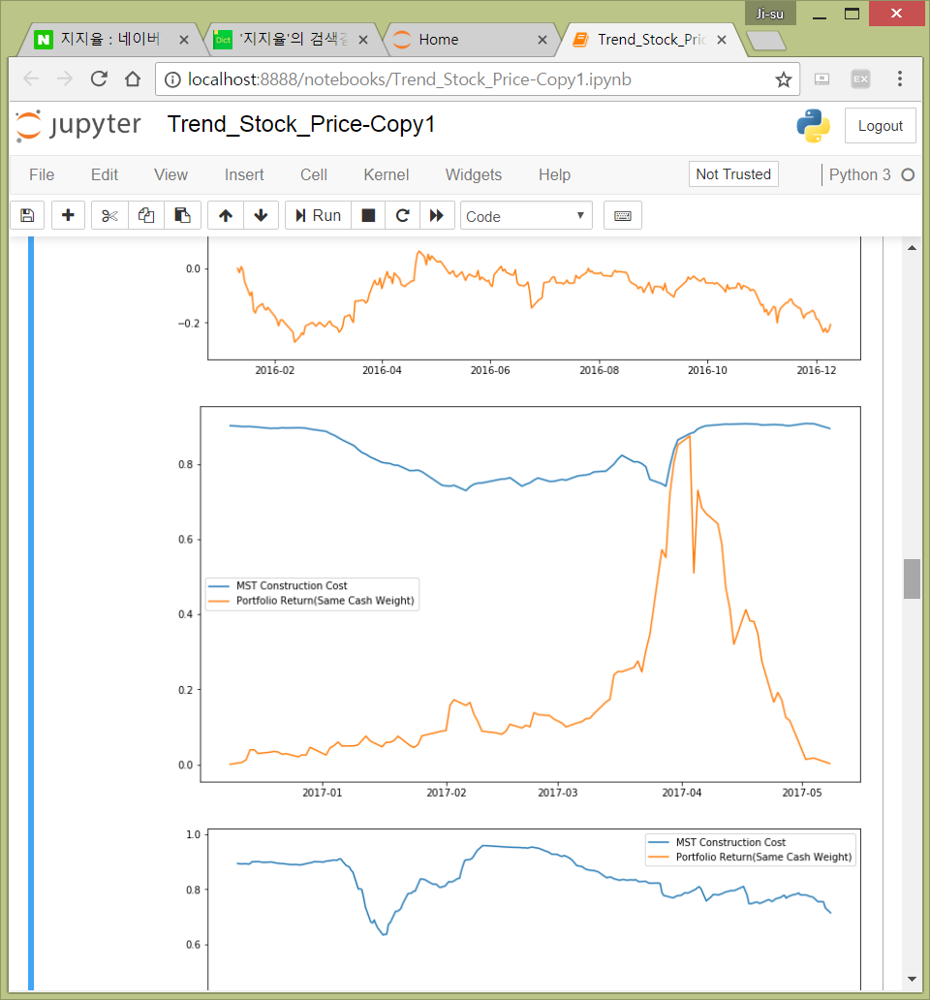 Ji-su
지지율 : 네이버
Dict '지지율'의 검색
Home
Trend_Stock_Pri
localhost:8888/notebooks/Trend_Stock_Price-Copy1.ipynb
EX
jupyter Trend_Stock_Price-Copy1
Logout
File Edit View Insert Cell Kernel Widgets Help Not Trusted Python 3
Run Code
0.0
−0.2
2016-02 2016-04 2016-06 2016-08 2016-10 2016-12
0.8
0.6
MST Construction Cost
Portfolio Return(Same Cash Weight)
0.4
0.2
0.0
2017-01 2017-02 2017-03 2017-04 2017-05
1.0
MST Construction Cost
Portfolio Return(Same Cash Weight)
0.8
0.6